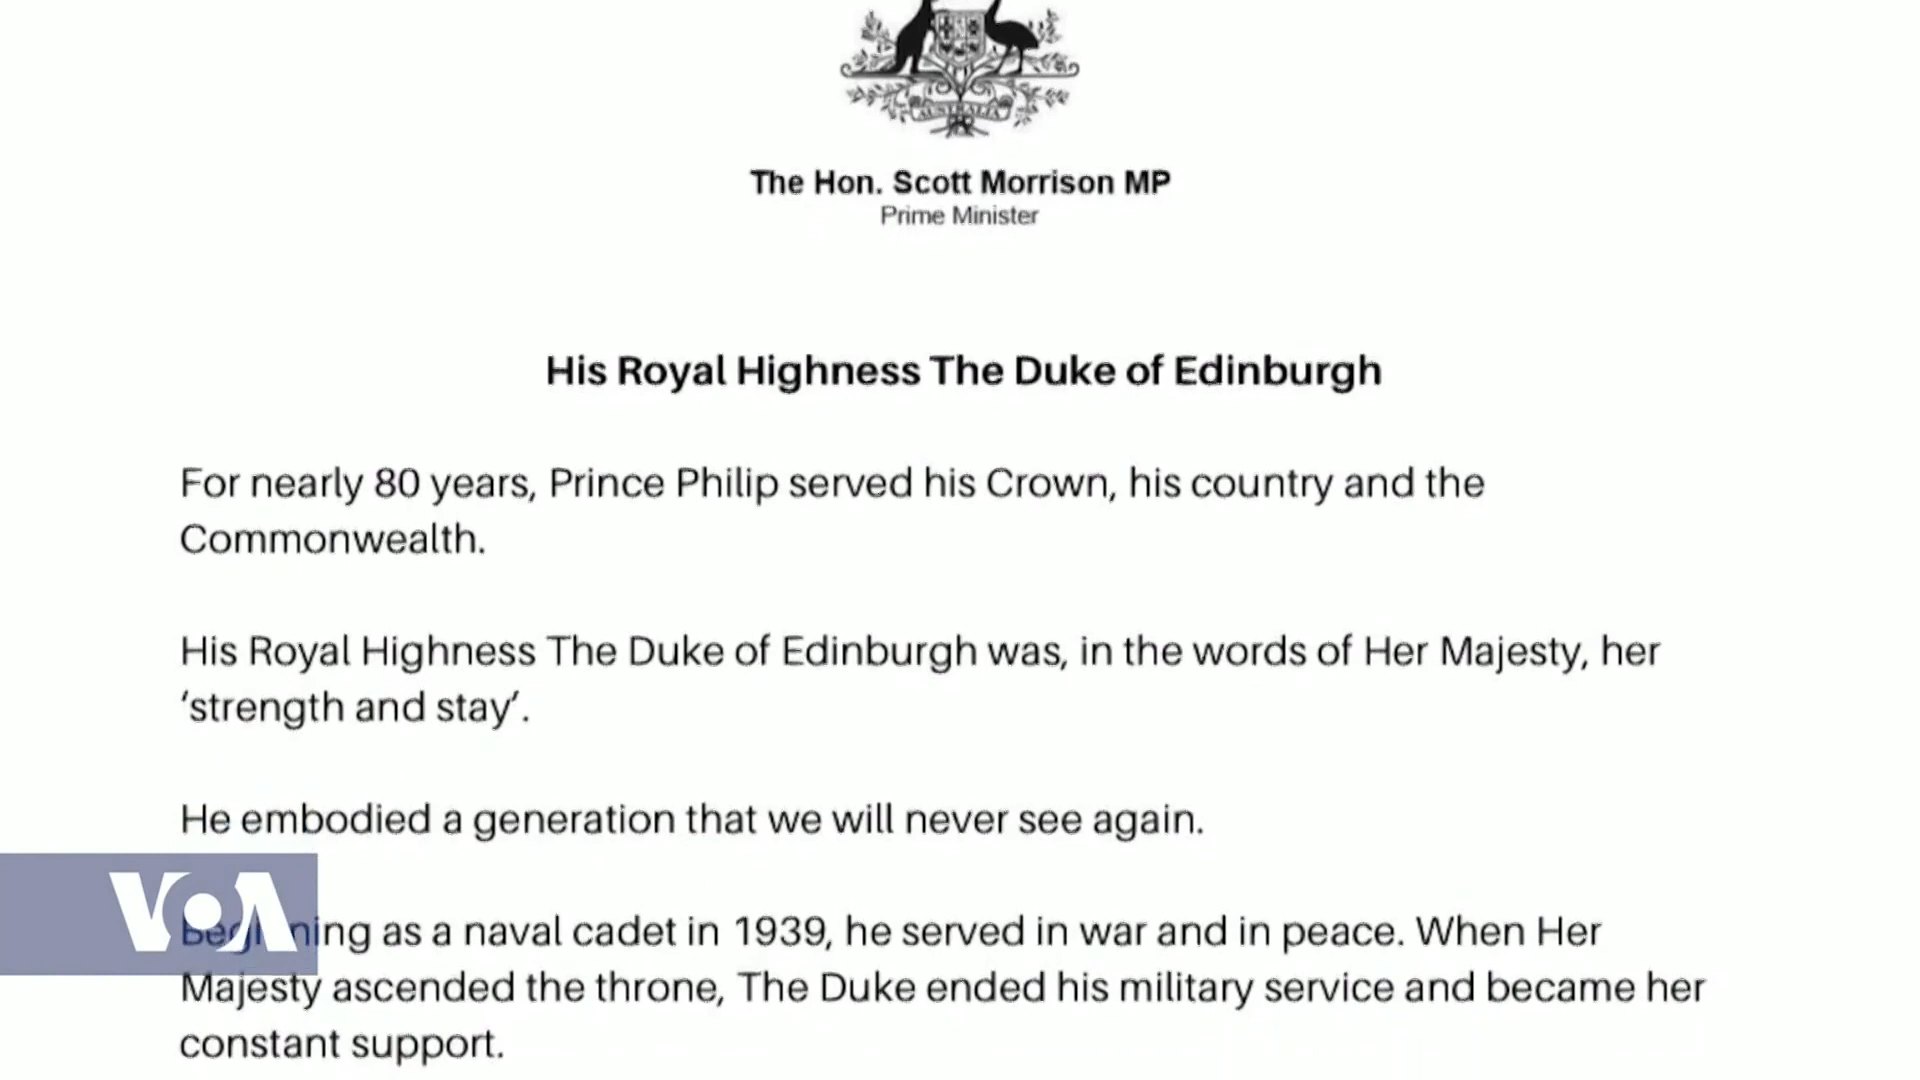 AUSTRALIA
The Hon. Scott Morrison MP
Prime Minister
His Royal Highness The Duke of Edinburgh
For nearly 80 years, Prince Philip served his Crown, his country and the
Commonwealth.
His Royal Highness The Duke of Edinburgh was, in the words of Her Majesty, her
‘strength and stay’.
He embodied a generation that we will never see again.
VOA
Beginning as a naval cadet in 1939, he served in war and in peace. When Her
Majesty ascended the throne, The Duke ended his military service and became her
constant support.